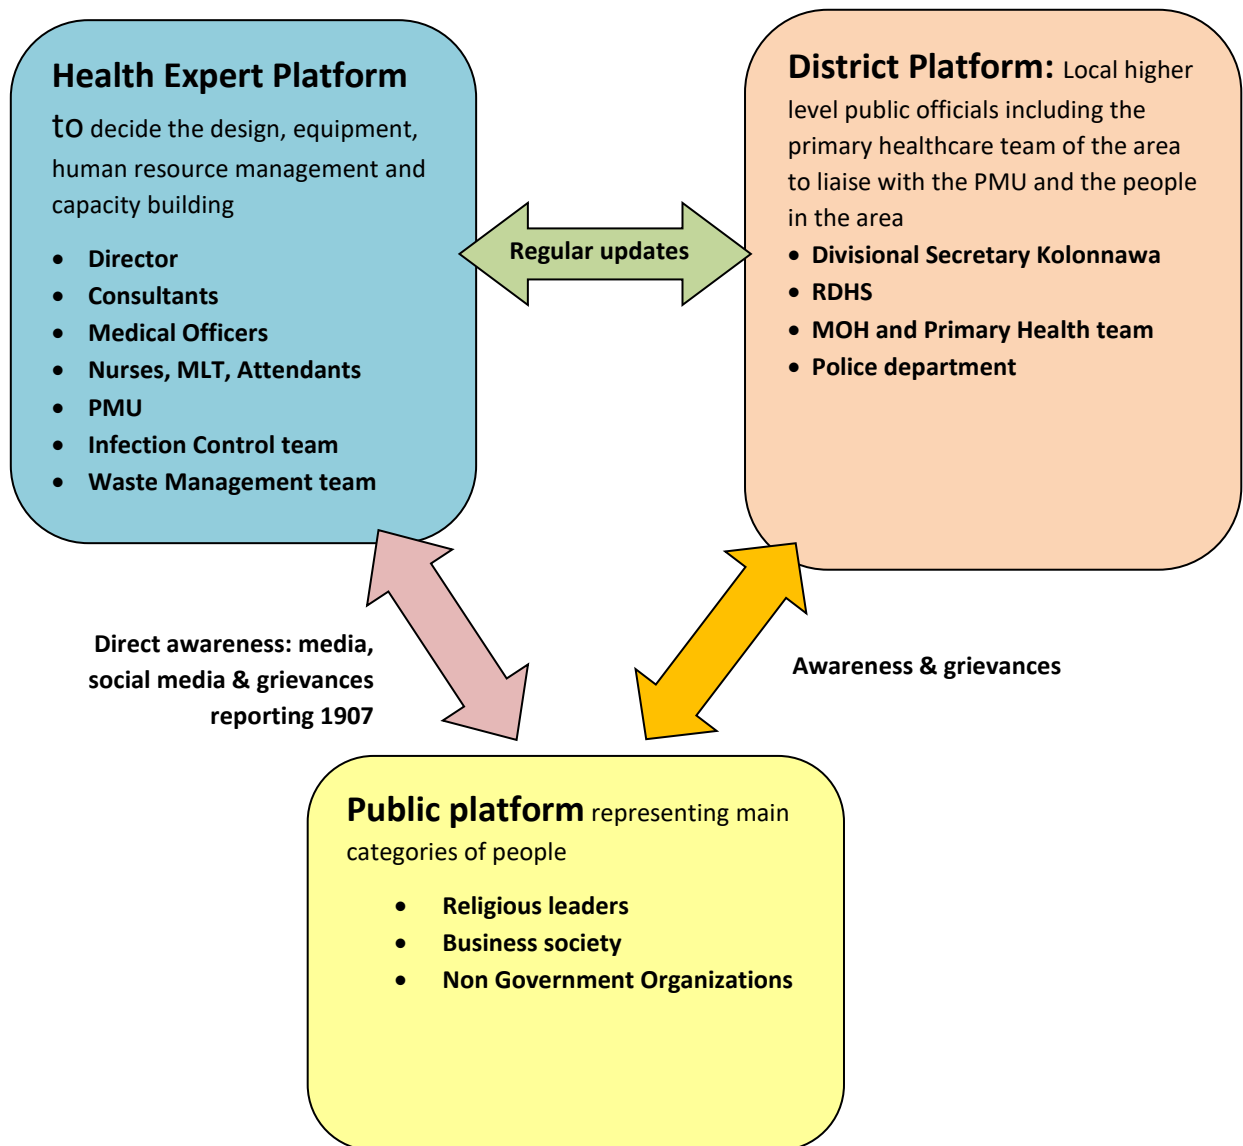 Health Expert Platform
to decide the design, equipment,
human resource management and
capacity building
• Director
• Consultants
• Medical Officers
• Nurses, MLT, Attendants
• PMU
• Infection Control team
• Waste Management team
Regular updates
District Platform: Local higher
level public officials including the
primary healthcare team of the area
to liaise with the PMU and the people
in the area
• Divisional Secretary Kolonnawa
• RDHS
• MOH and Primary Health team
• Police department
Direct awareness: media,
social media & grievances
reporting 1907
Awareness & grievances
Public platform representing main
categories of people
• Religious leaders
• Business society
• Non Government Organizations